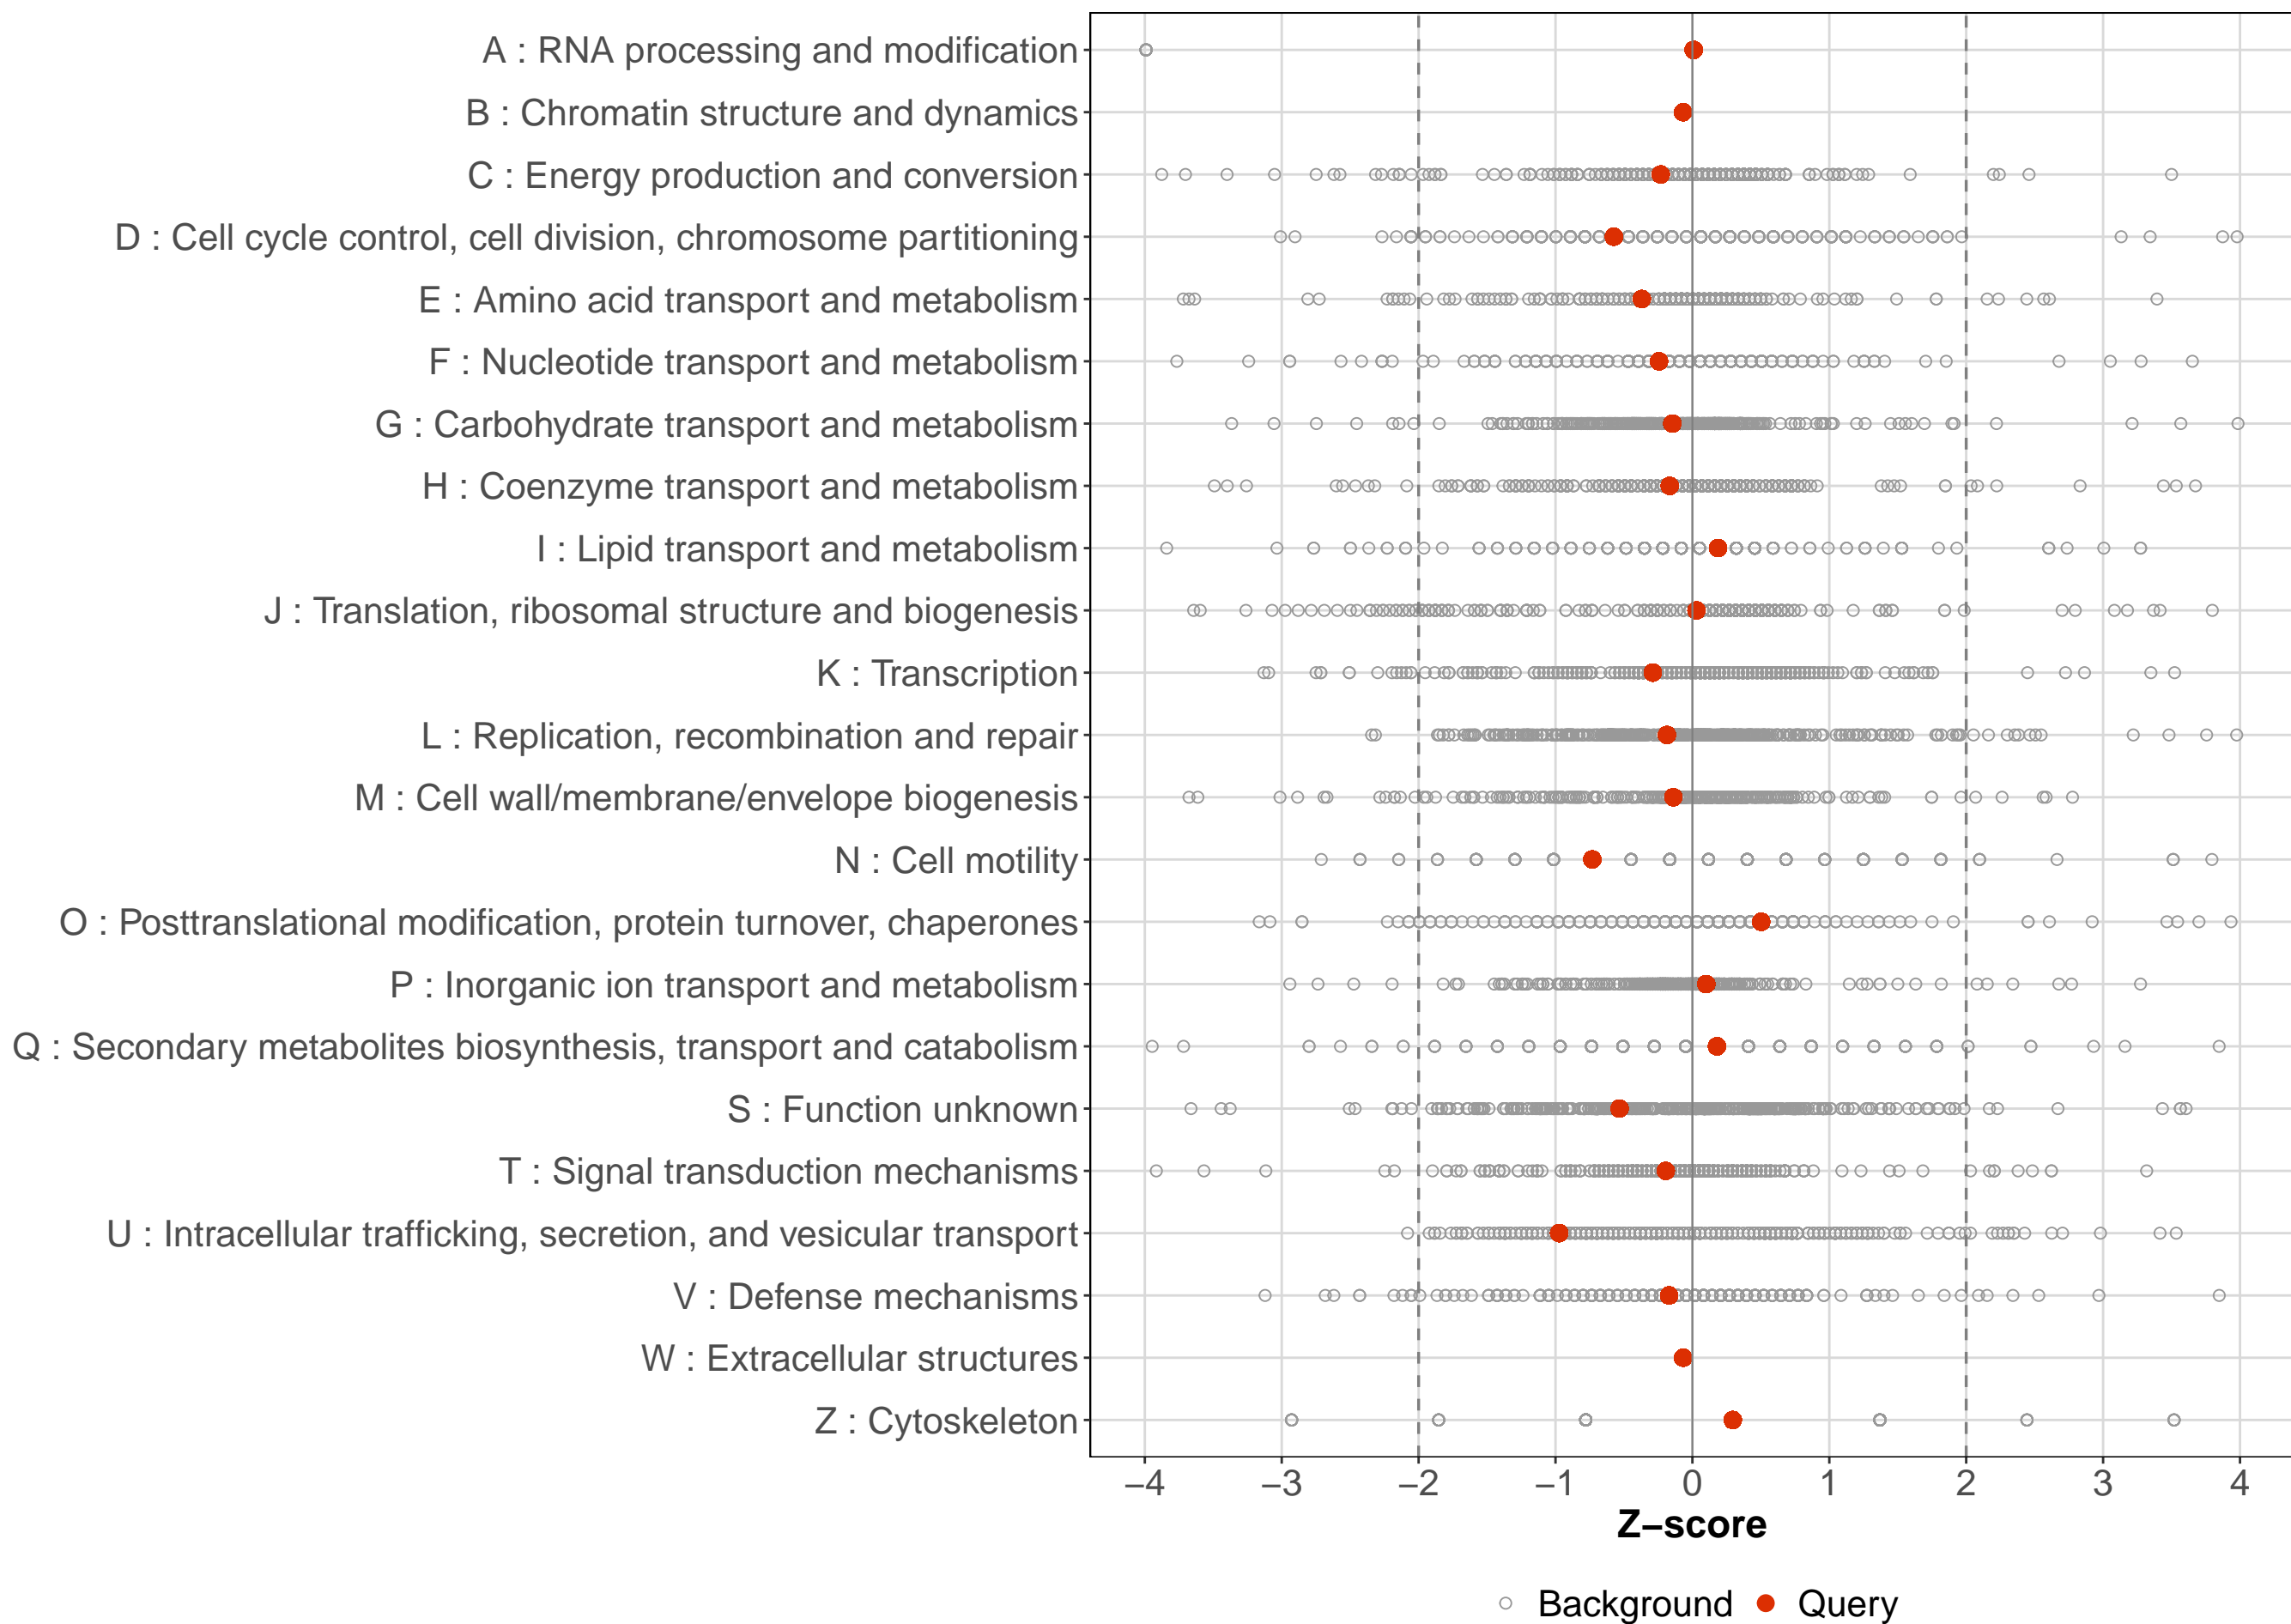 A : RNA processing and modification
B : Chromatin structure and dynamics
C : Energy production and conversion
D : Cell cycle control, cell division, chromosome partitioning
E : Amino acid transport and metabolism
F : Nucleotide transport and metabolism
G : Carbohydrate transport and metabolism
H : Coenzyme transport and metabolism
I : Lipid transport and metabolism
J : Translation, ribosomal structure and biogenesis
K : Transcription
L : Replication, recombination and repair
M : Cell wall/membrane/envelope biogenesis
N : Cell motility
O : Posttranslational modification, protein turnover, chaperones
P : Inorganic ion transport and metabolism
Q : Secondary metabolites biosynthesis, transport and catabolism
S : Function unknown
T : Signal transduction mechanisms
U : Intracellular trafficking, secretion, and vesicular transport
V : Defense mechanisms
W : Extracellular structures
Z : Cytoskeleton
−4 −3 −2 −1 0 1 2 3 4
Z−score
Background Query